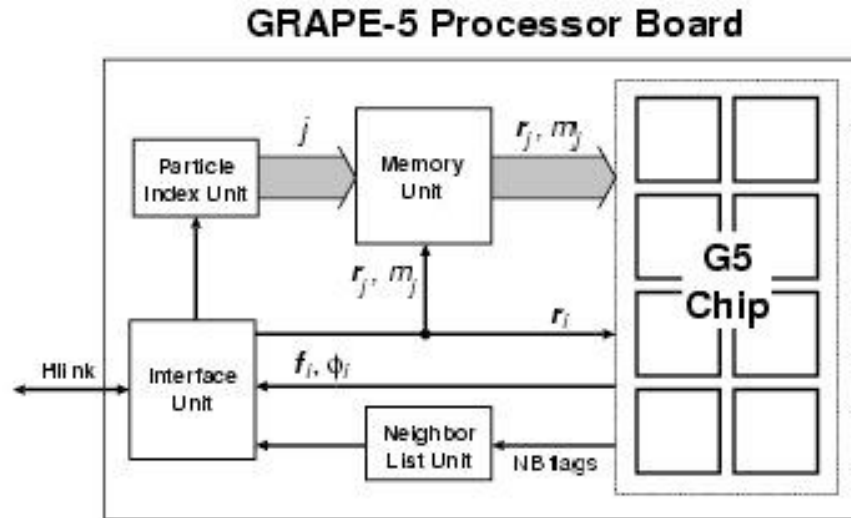 GRAPE-5 Processor Board
j
r_j, m_j
Particle
Index Unit
Memory
Unit
G5
Chip
r_j, m_j
r_i
Hlink
Interface
Unit
f_i, ϕ_i
Neighbor
List Unit
NB flags